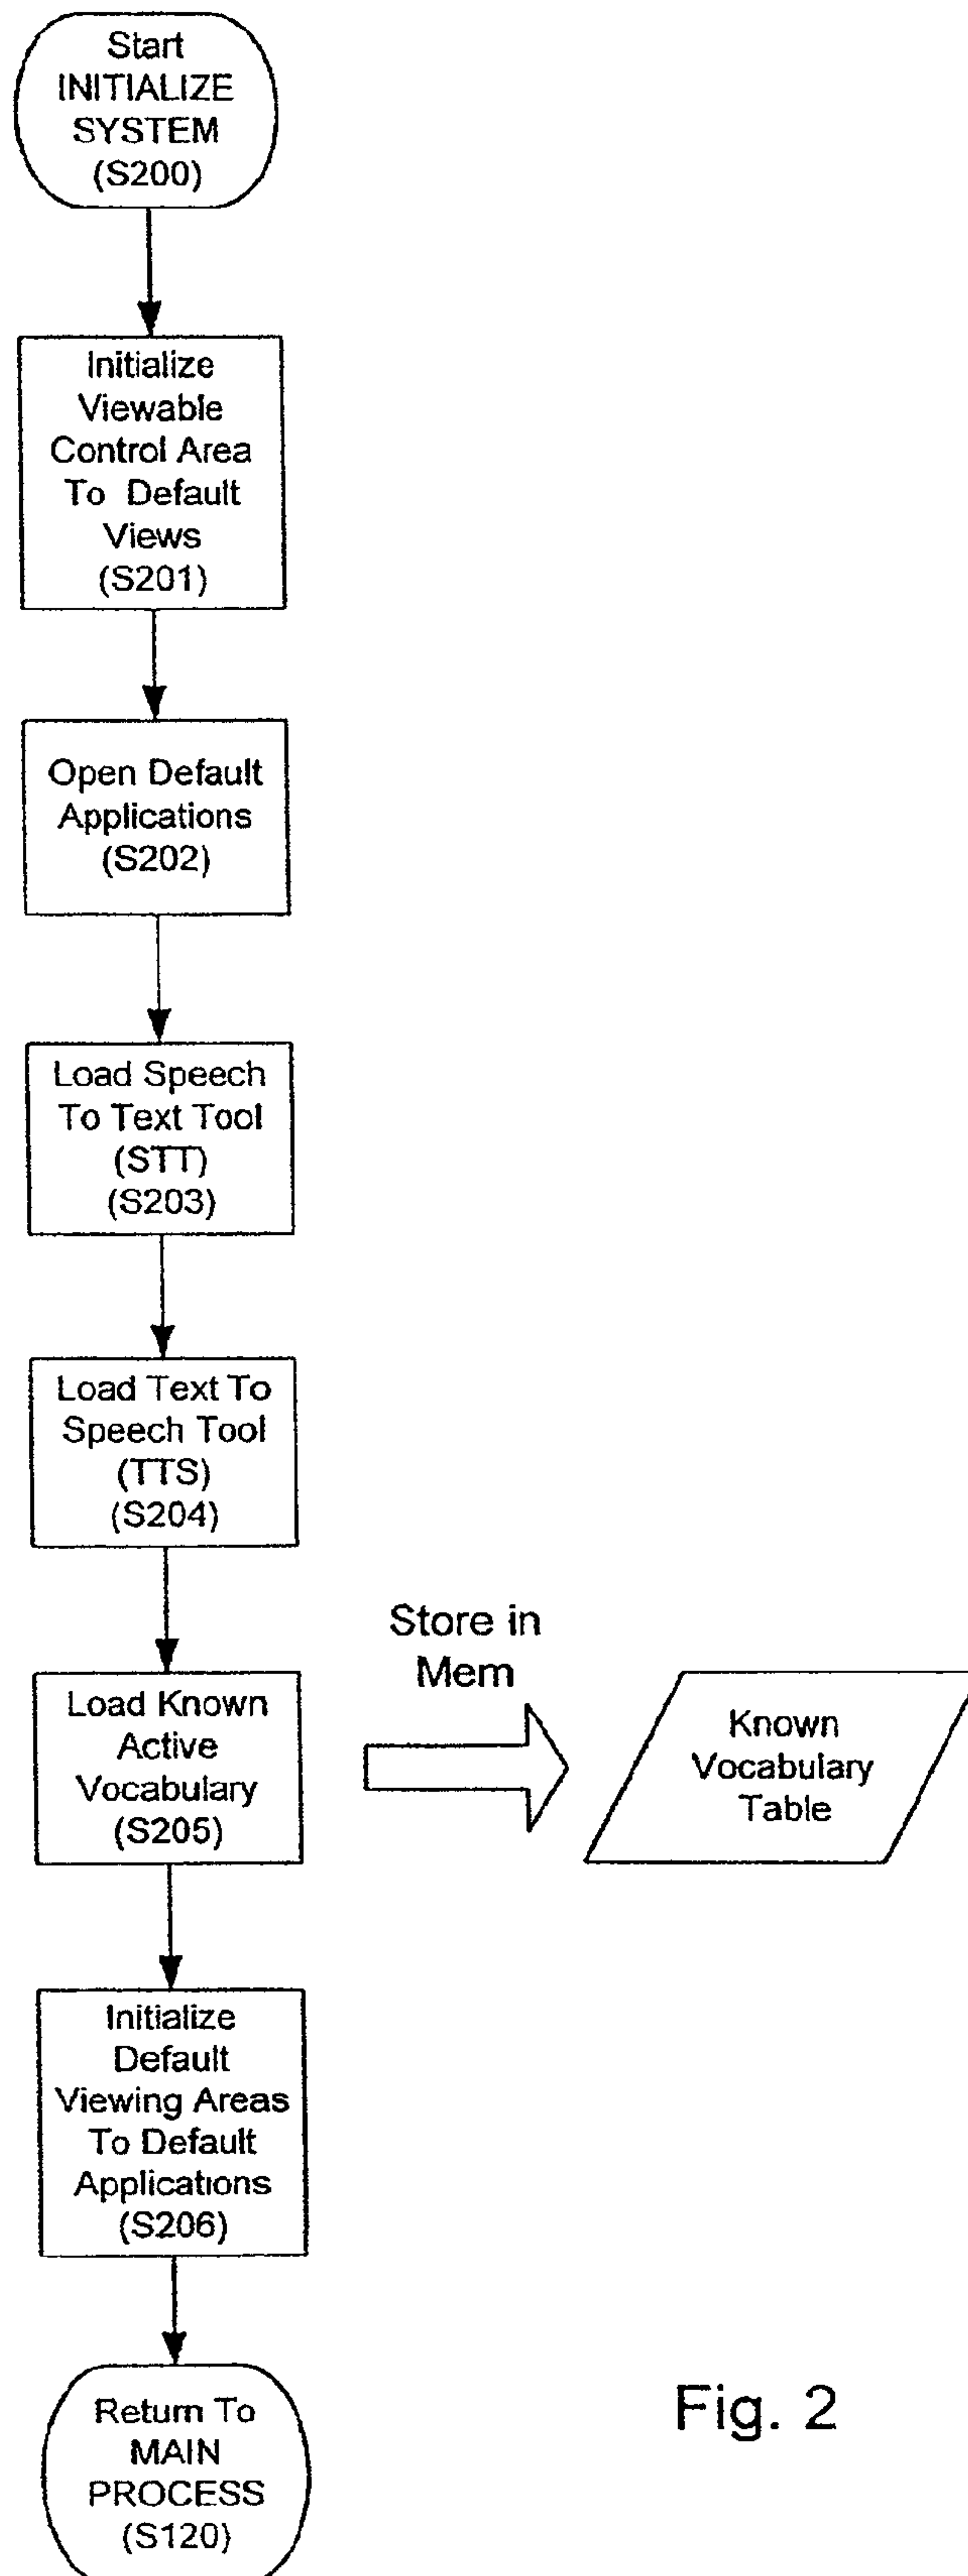 Start
INITIALIZE
SYSTEM
(S200)
Initialize
Viewable
Control Area
To Default
Views
(S201)
Open Default
Applications
(S202)
Load Speech
To Text Tool
(STT)
(S203)
Load Text To
Speech Tool
(TTS)
(S204)
Load Known
Active
Vocabulary
(S205)
Store in
Mem
Known
Vocabulary
Table
Initialize
Default
Viewing Areas
To Default
Applications
(S206)
Return To
MAIN
PROCESS
(S120)
Fig. 2